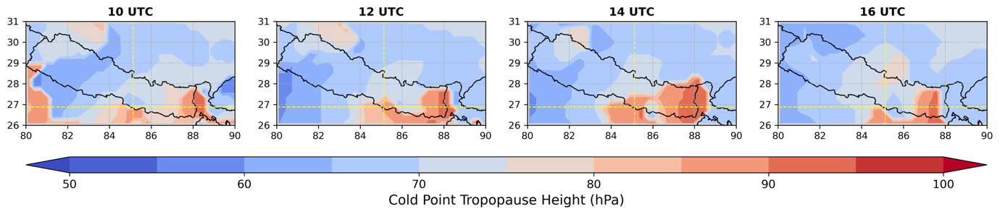 10 UTC 12 UTC 14 UTC 16 UTC
31 31 31 31
30 30 30 30
29 29 29 29
28 28 28 28
27 27 27 27
26 26 26 26
80 82 84 86 88 90 80 82 84 86 88 90 80 82 84 86 88 90 80 82 84 86 88 90
50 60 70 80 90 100
Cold Point Tropopause Height (hPa)